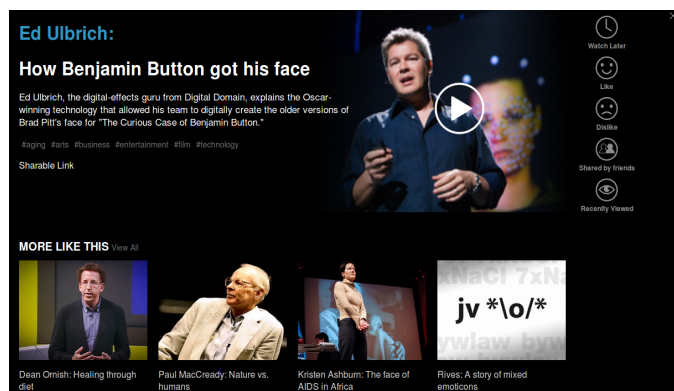 Ed Ulbrich:
How Benjamin Button got his face
Ed Ulbrich, the digital-effects guru from Digital Domain, explains the Oscar-
winning technology that allowed his team to digitally create the older versions of
Brad Pitt's face for "The Curious Case of Benjamin Button."
#aging #arts #business #entertainment #film #technology
Sharable Link
Watch Later
Like
Dislike
Shared by friends
Recently Viewed
MORE LIKE THIS View All
xNaCl 7xNa
jv *\o/*
ywlaw byw
Dean Ornish: Healing through
diet
Paul MacCready: Nature vs.
humans
Kristen Ashburn: The face of
AIDS in Africa
Rives: A story of mixed
emoticons